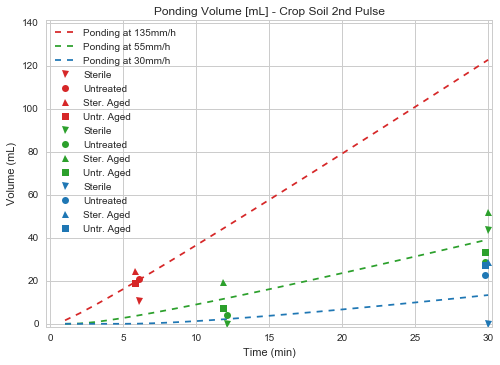 Ponding Volume [mL] - Crop Soil 2nd Pulse
140
120
100
80
60
40
20
0
Volume (mL)
Ponding at 135mm/h
Ponding at 55mm/h
Ponding at 30mm/h
Sterile
Untreated
Ster. Aged
Untr. Aged
Sterile
Untreated
Ster. Aged
Untr. Aged
Sterile
Untreated
Ster. Aged
Untr. Aged
0 5 10 15 20 25 30
Time (min)